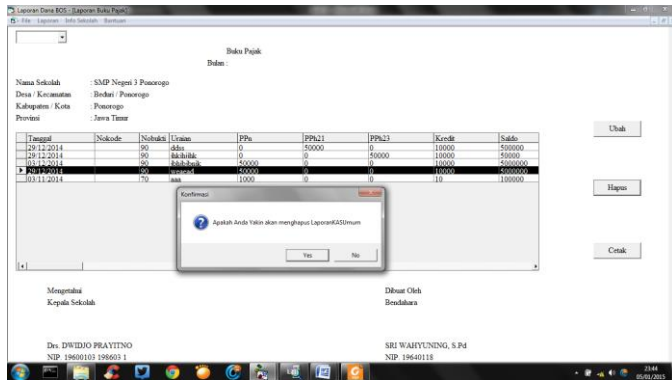 Laporan Dana BOS - [Laporan Buku Pajak]
File Laporan Info Sekolah Bantuan
Buku Pajak
Bulan :
Nama Sekolah : SMP Negeri 3 Ponorogo
Desa / Kecamatan : Beduri / Ponorogo
Kabupaten / Kota : Ponorogo
Provinsi : Jawa Timur
Tanggal Nokode Nobukti Uraian PPn PPh21 PPh23 Kredit Saldo
29/12/2014 90 ddss 0 50000 0 10000 500000
29/12/2014 90 0 0 50000 10000 50000
03/12/2014 90 50000 0 0 10000 5000000
29/12/2014 90 weaead 50000 0 0 10000 5000000
03/11/2014 70 aaa 1000 0 0 10 100000
Ubah
Hapus
Cetak
Konfirmasi
Apakah Anda Yakin akan menghapus LaporanKASUmum
Yes No
Mengetahui Dibuat Oleh
Kepala Sekolah Bendahara
Drs. DWIDJO PRAYITNO SRI WAHYUNING, S.Pd
NIP. 19600103 198603 1 NIP. 19640118
23:44
05/01/2015